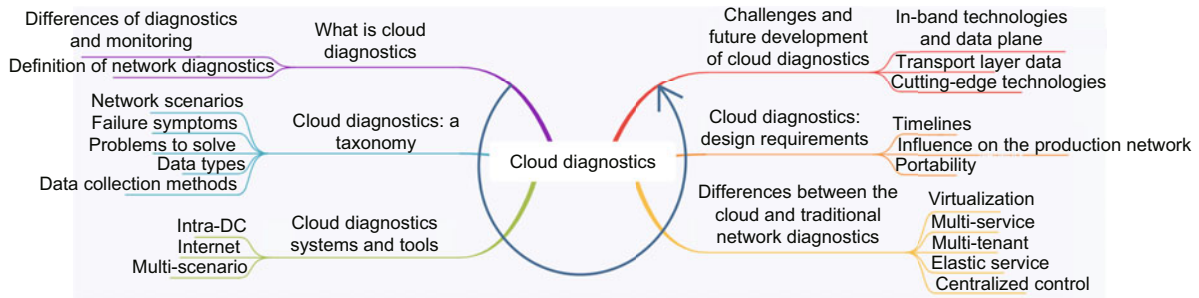 Differences of diagnostics
and monitoring
Definition of network diagnostics
What is cloud
diagnostics
Network scenarios
Failure symptoms
Problems to solve
Data types
Data collection methods
Cloud diagnostics: a
taxonomy
Intra-DC
Internet
Multi-scenario
Cloud diagnostics
systems and tools
Cloud diagnostics
Challenges and
future development
of cloud diagnostics
In-band technologies
and data plane
Transport layer data
Cutting-edge technologies
Cloud diagnostics:
design requirements
Timelines
Influence on the production network
Portability
Differences between the
cloud and traditional
network diagnostics
Virtualization
Multi-service
Multi-tenant
Elastic service
Centralized control